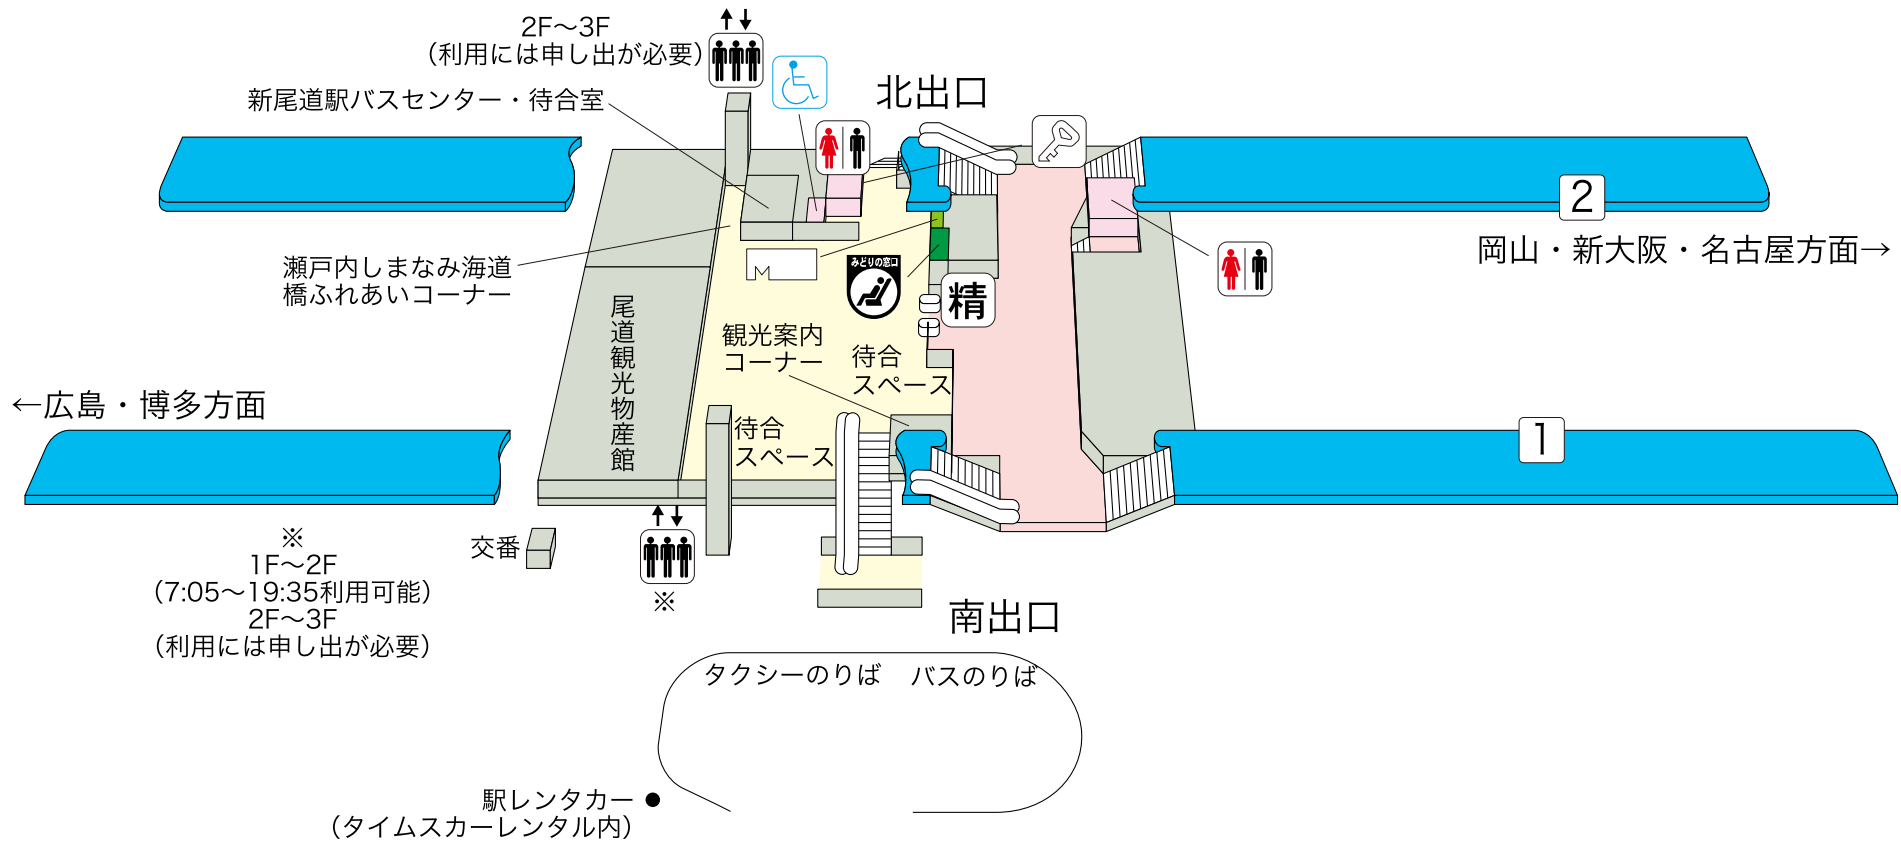 2F～3F
（利用には申し出が必要）
新尾道駅バスセンター・待合室
北出口
2
岡山・新大阪・名古屋方面→
瀬戸内しまなみ海道
橋ふれあいコーナー
みどりの窓口
精
尾道観光物産館
観光案内
コーナー
待合
スペース
待合
スペース
←広島・博多方面
1
※
1F～2F
（7:05～19:35利用可能）
2F～3F
（利用には申し出が必要）
交番
※
南出口
タクシーのりば
バスのりば
駅レンタカー
（タイムスカーレンタル内）